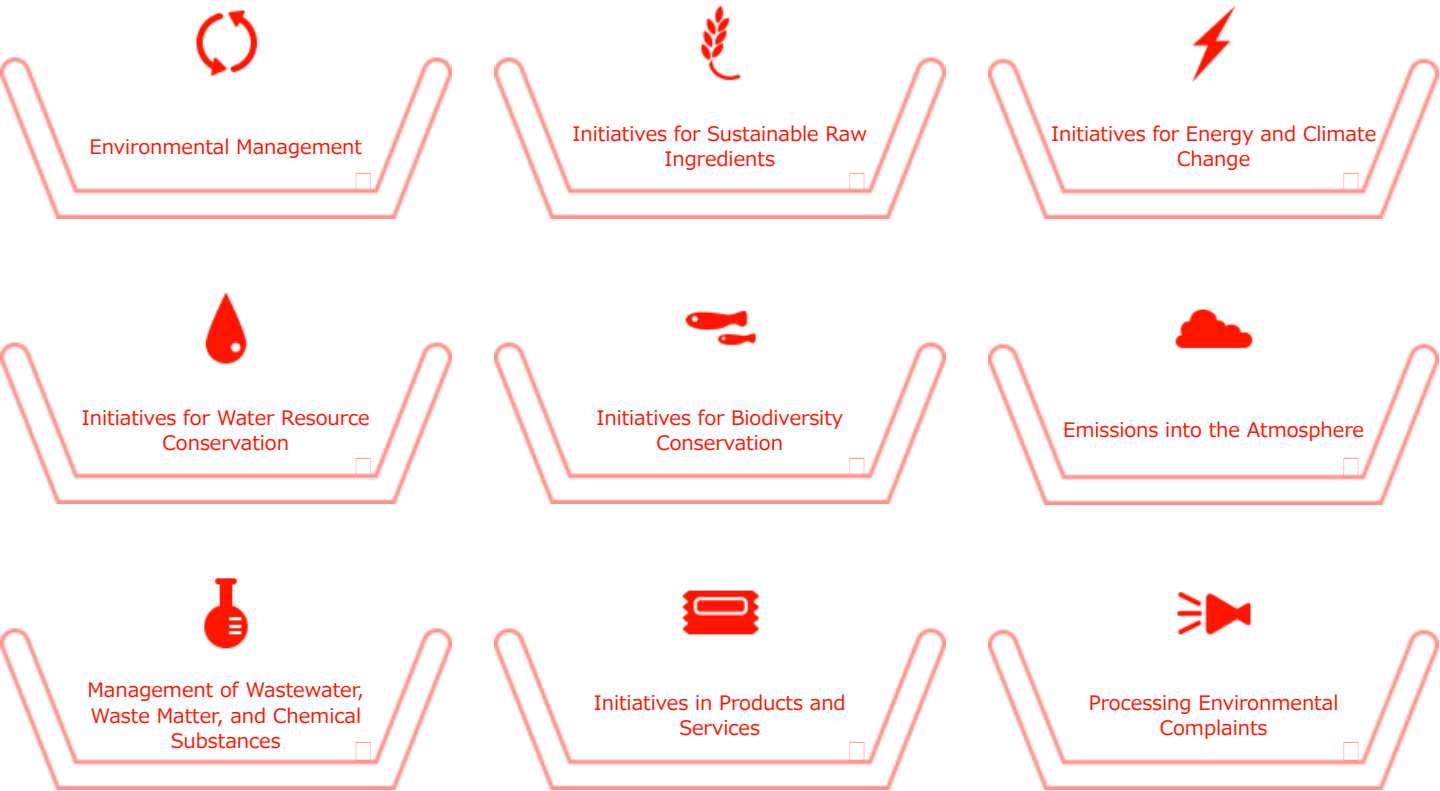 Environmental Management
Initiatives for Sustainable Raw
Ingredients
Initiatives for Energy and Climate
Change
Initiatives for Water Resource
Conservation
Initiatives for Biodiversity
Conservation
Emissions into the Atmosphere
Management of Wastewater,
Waste Matter, and Chemical
Substances
Initiatives in Products and
Services
Processing Environmental
Complaints